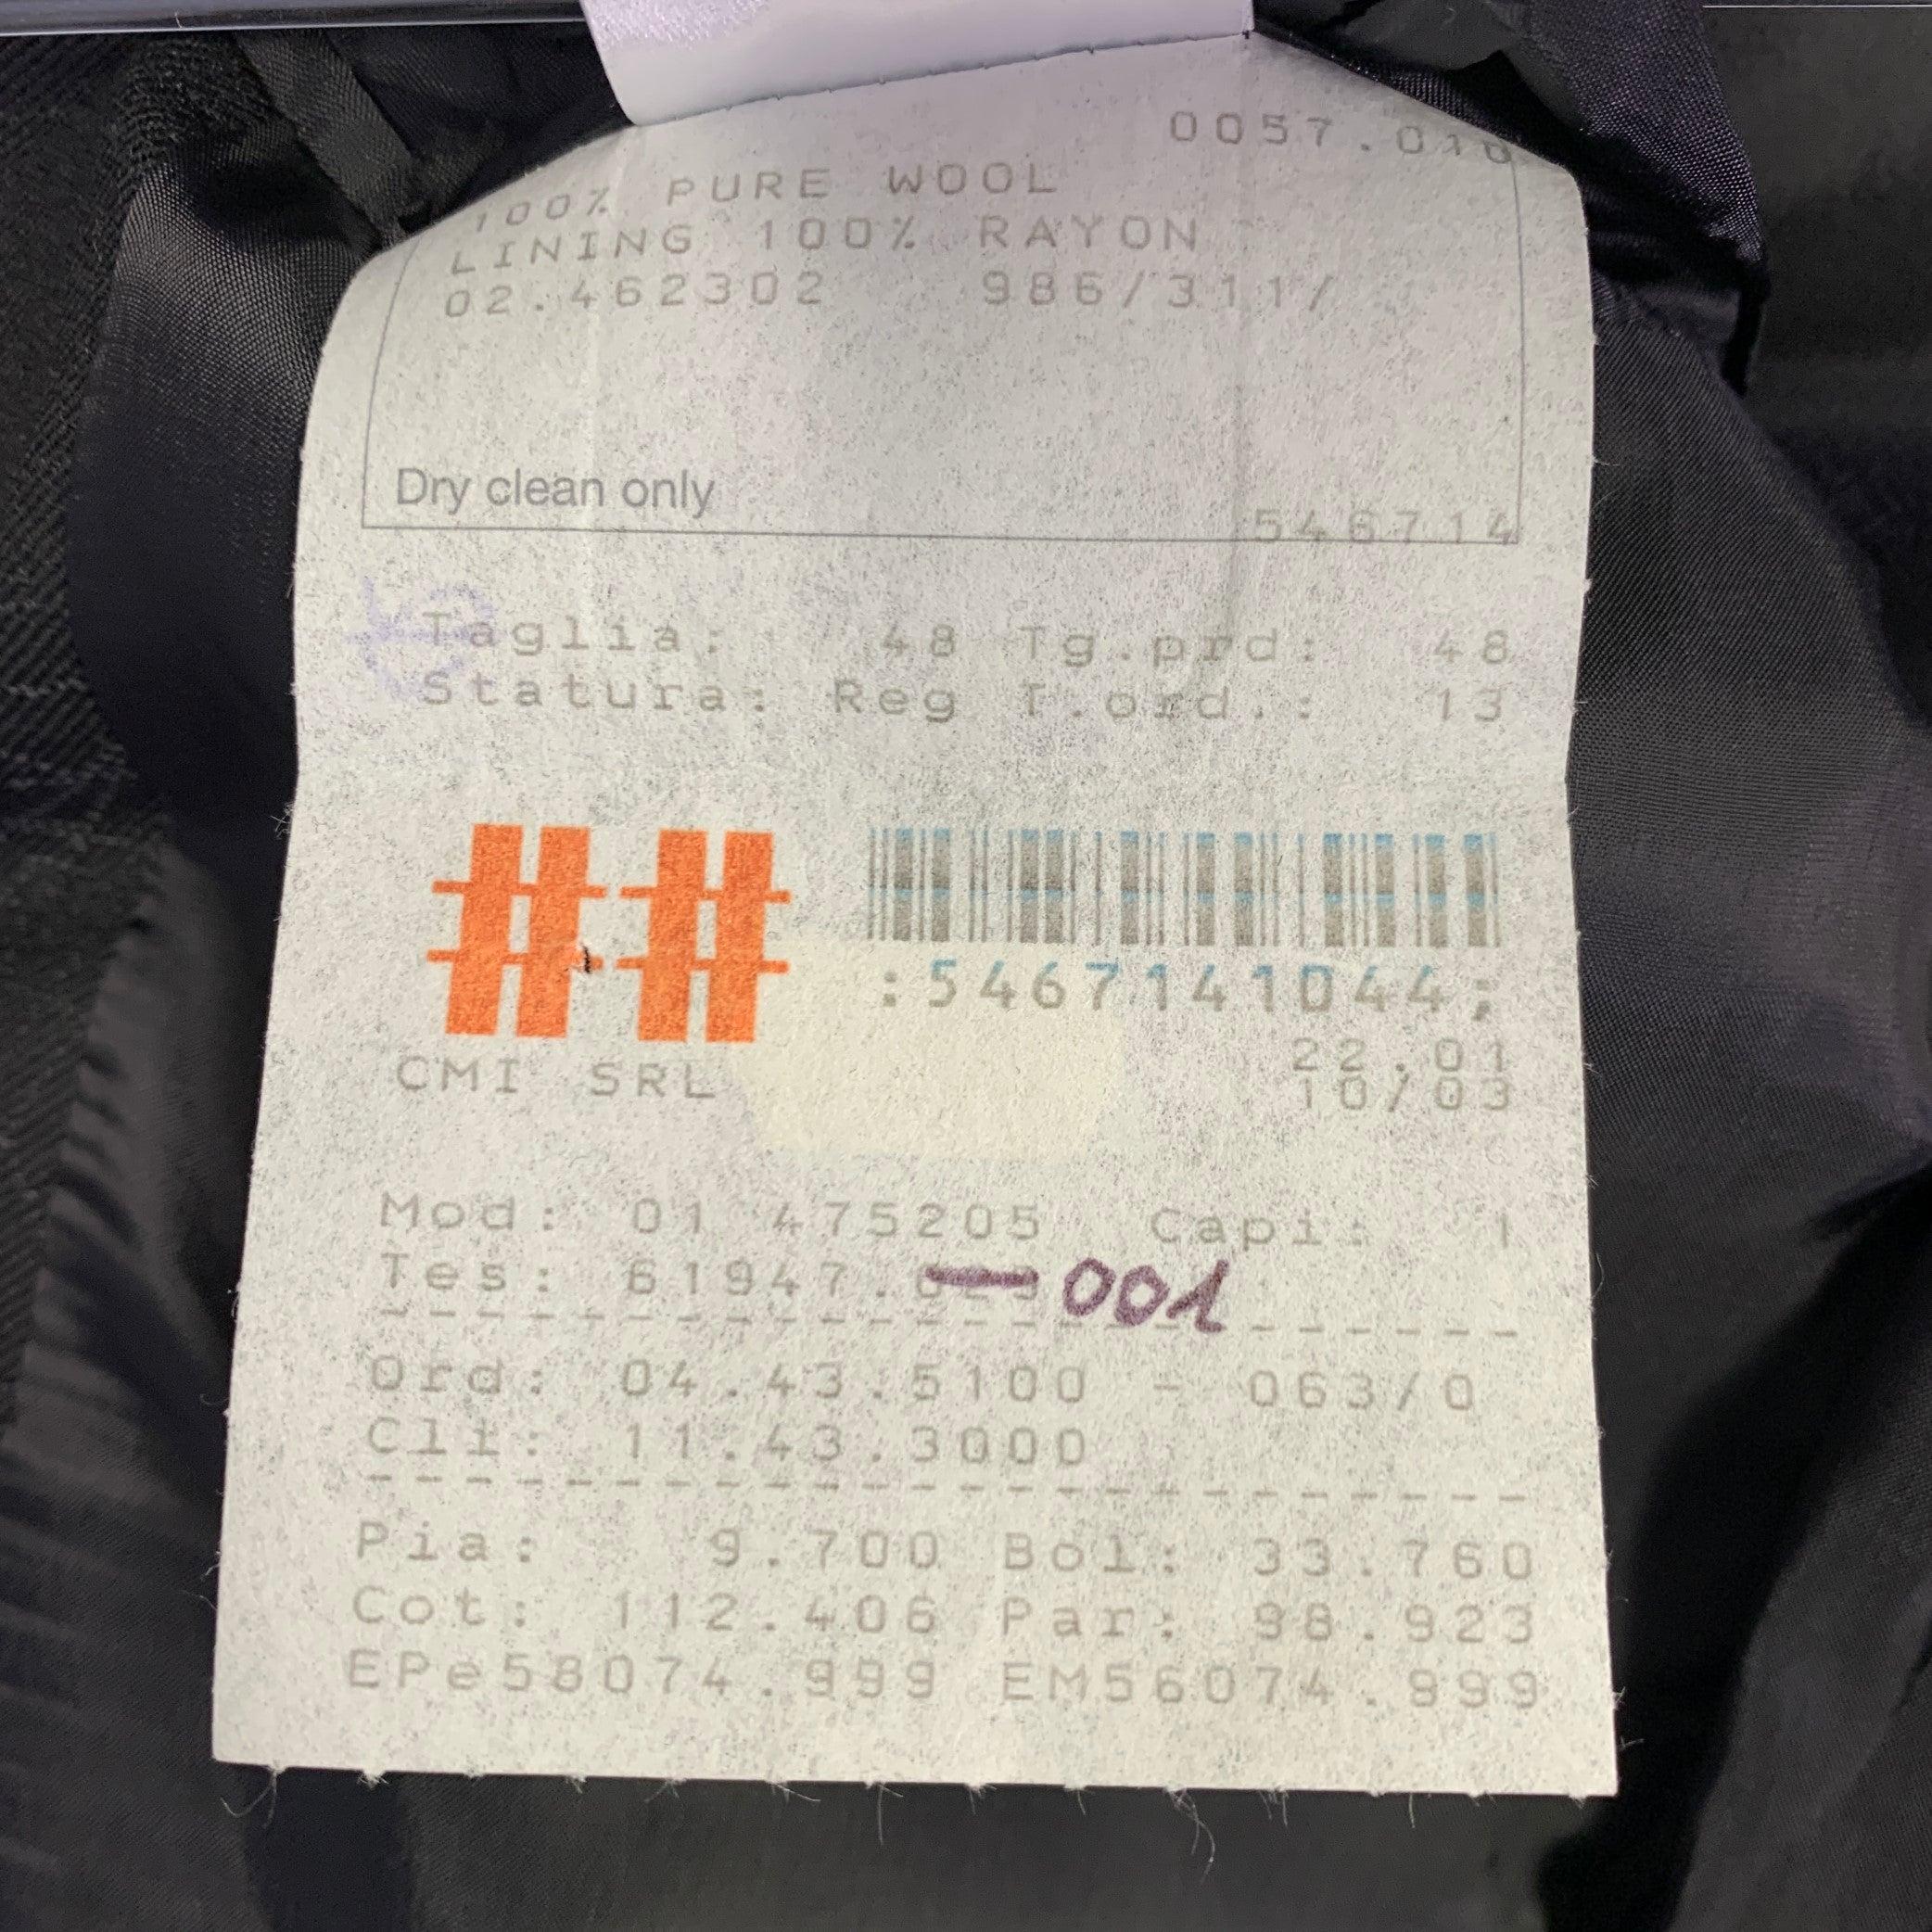 0057.010
100% PURE WOOL
LINING 100% RAYON
02.462302 986/311/
Dry clean only
546714
Taglia: 48 Tg.prd: 48
Statura: Reg T.ord.: 13
:5467141044;
CMI SRL
22.01
10/03
Mod: 01 475205 Capi: 1
Tes: 61947. 001
Ord: 04.43.5100 - 063/0
Cli: 11.43.3000
Pia: 9.700 Bol: 33.760
Cot: 112.406 Par: 98.923
EPe58074.999 EM56074.999